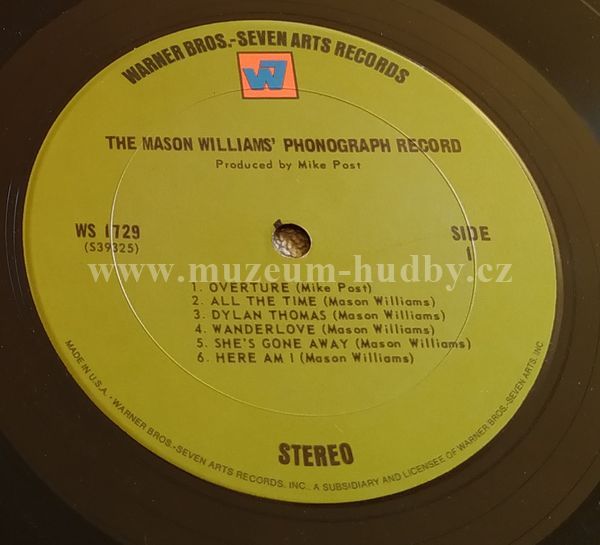 WARNER BROS.-SEVEN ARTS RECORDS
W7
THE MASON WILLIAMS' PHONOGRAPH RECORD
Produced by Mike Post
WS 1729
(S39325)
SIDE
1
www.muzeum-hudby.cz
1. OVERTURE (Mike Post)
2. ALL THE TIME (Mason Williams)
3. DYLAN THOMAS (Mason Williams)
4. WANDERLOVE (Mason Williams)
5. SHE'S GONE AWAY (Mason Williams)
6. HERE AM I (Mason Williams)
STEREO
MADE IN U.S.A. • WARNER BROS.-SEVEN ARTS RECORDS, INC., A SUBSIDIARY AND LICENSEE OF WARNER BROS.-SEVEN ARTS, INC.